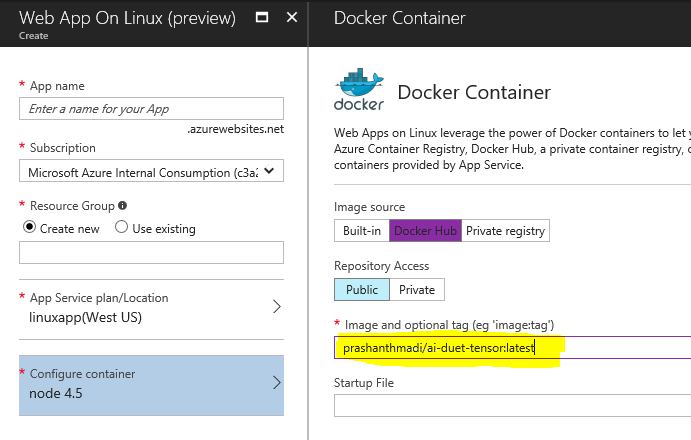 Web App On Linux (preview)
Create
* App name
Enter a name for your App
.azurewebsites.net
* Subscription
Microsoft Azure Internal Consumption (c3a2
* Resource Group
Create new
Use existing
* App Service plan/Location
linuxapp(West US)
* Configure container
node 4.5
Docker Container
docker
Docker Container
Web Apps on Linux leverage the power of Docker containers to let y
Azure Container Registry, Docker Hub, a private container registry, o
containers provided by App Service.
Image source
Built-in Docker Hub Private registry
Repository Access
Public Private
* Image and optional tag (eg 'image:tag')
prashanthmadi/ai-duet-tensor:latest
Startup File